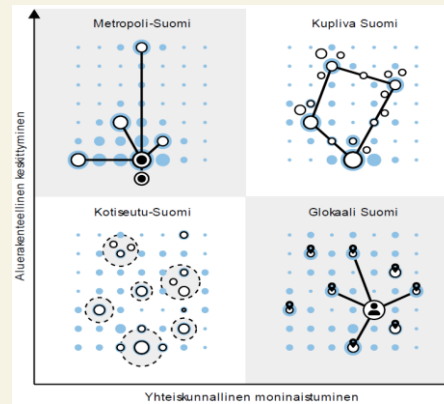 Metropoli-Suomi
Kupliva Suomi
Kotiseutu-Suomi
Glokaali Suomi
Aluerakenteellinen keskittyminen
Yhteiskunnallinen moninaistuminen